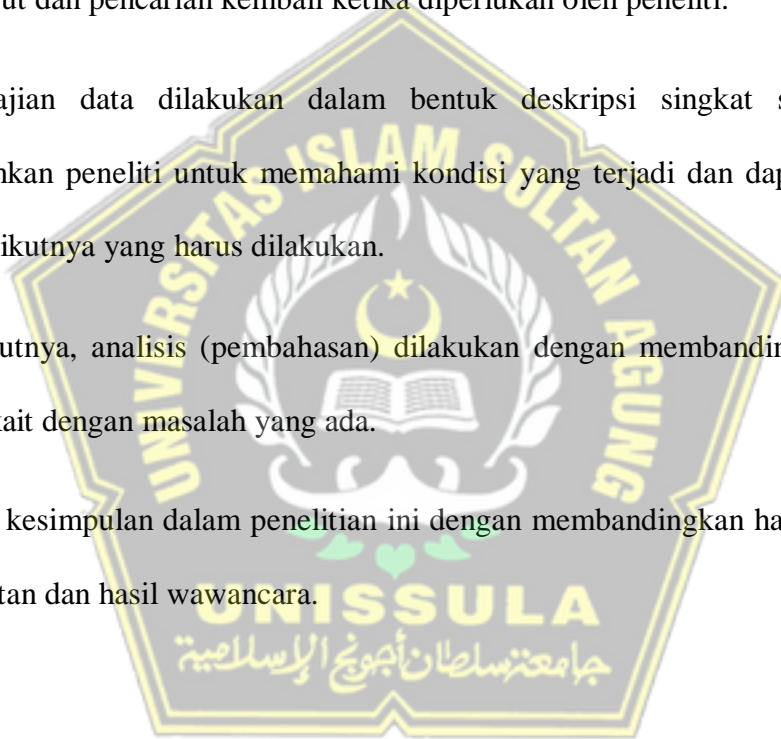 ut dan pencarian kembali ketika diperlukan oleh peneliti.
ajian data dilakukan dalam bentuk deskripsi singkat s
nkan peneliti untuk memahami kondisi yang terjadi dan dap
ikutnya yang harus dilakukan.
utnya, analisis (pembahasan) dilakukan dengan membandin
ait dengan masalah yang ada.
kesimpulan dalam penelitian ini dengan membandingkan ha
tan dan hasil wawancara.
UNIVERSITAS ISLAM SULTAN AGUNG
UNISSULA
جامعة سلطان أجونج الإسلامية